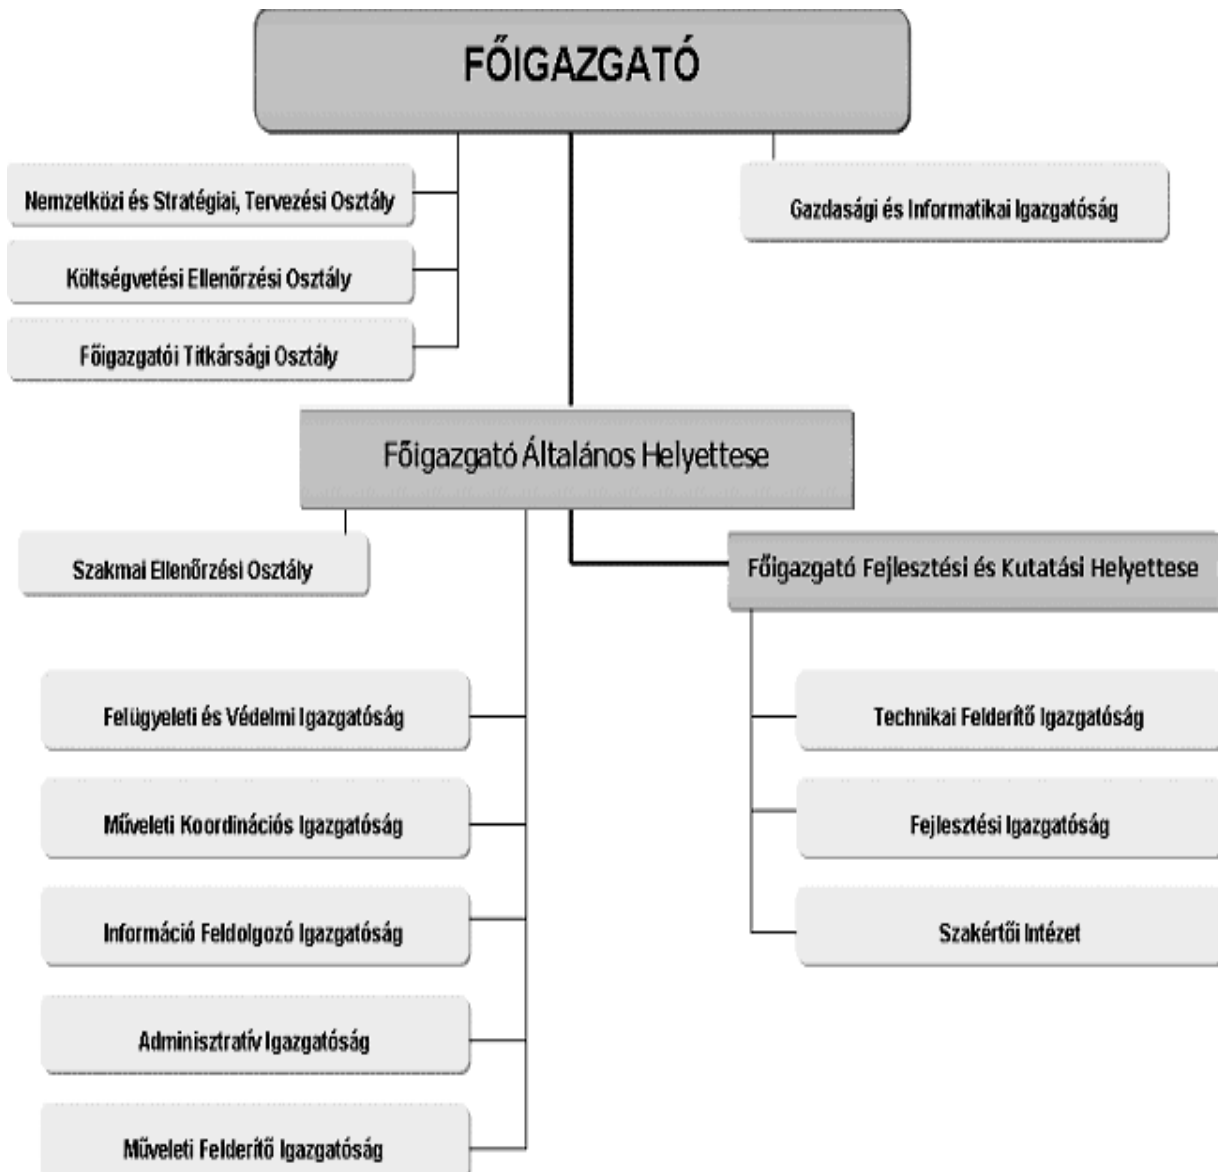 FŐIGAZGATÓ
Nemzetközi és Stratégiai, Tervezési Osztály
Gazdasági és Informatikai Igazgatóság
Költségvetési Ellenőrzési Osztály
Főigazgatói Titkársági Osztály
Főigazgató Általános Helyettese
Szakmai Ellenőrzési Osztály
Főigazgató Fejlesztési és Kutatási Helyettese
Felügyeleti és Védelmi Igazgatóság
Műveleti Koordinációs Igazgatóság
Információ Feldolgozó Igazgatóság
Adminisztratív Igazgatóság
Műveleti Felderítő Igazgatóság
Technikai Felderítő Igazgatóság
Fejlesztési Igazgatóság
Szakértői Intézet